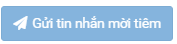 Gửi tin nhắn mời tiêm